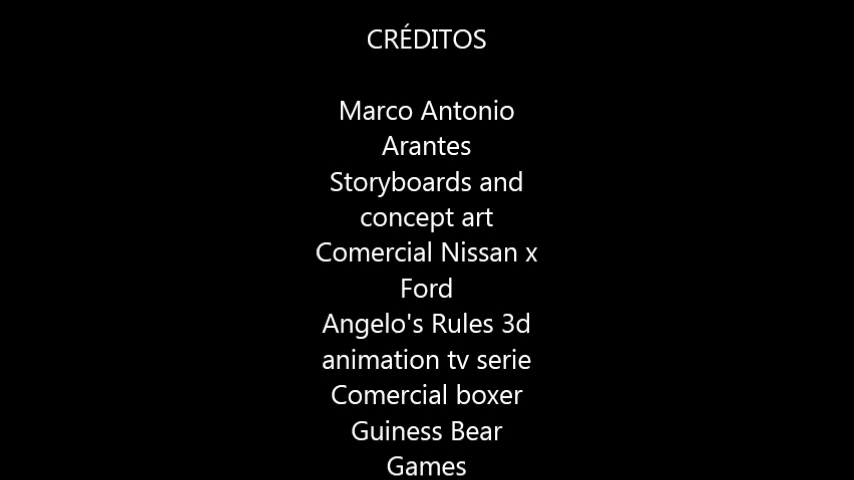 CRÉDITOS
Marco Antonio
Arantes
Storyboards and
concept art
Comercial Nissan x
Ford
Angelo's Rules 3d
animation tv serie
Comercial boxer
Guiness Bear
Games